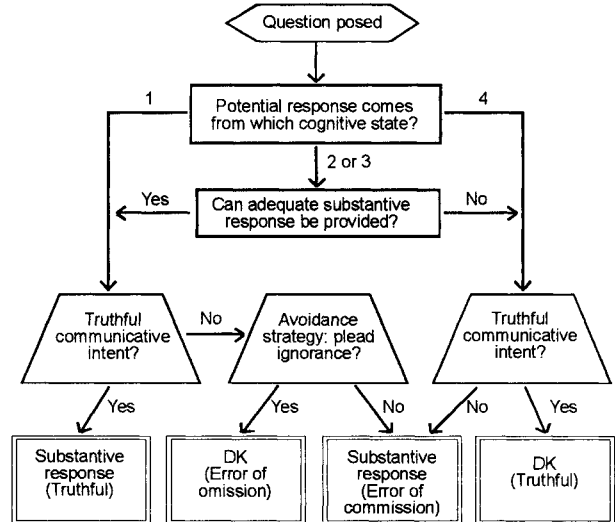 Question posed
1
Potential response comes
from which cognitive state?
4
2 or 3
Yes
Can adequate substantive
response be provided?
No
Truthful
communicative
intent?
No
Avoidance
strategy: plead
ignorance?
Truthful
communicative
intent?
Yes
Yes
No
No
Yes
Substantive
response
(Truthful)
DK
(Error of
omission)
Substantive
response
(Error of
commission)
DK
(Truthful)